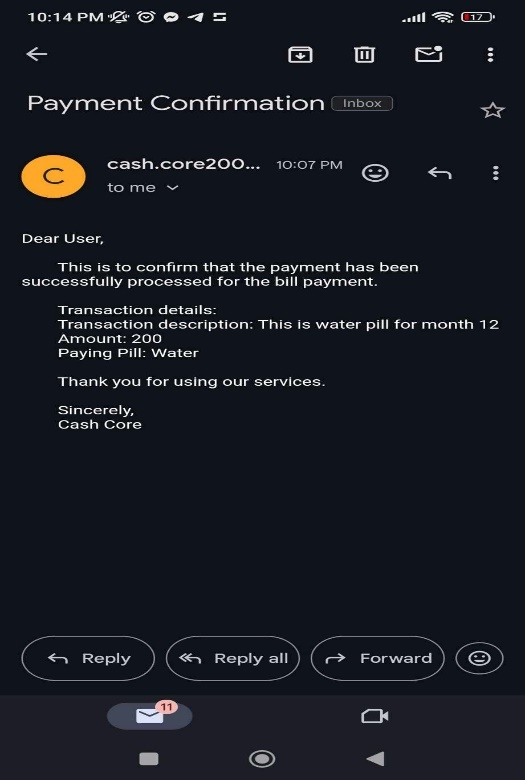 10:14 PM 17
Payment Confirmation Inbox
C
cash.core200... 10:07 PM
to me
Dear User,
This is to confirm that the payment has been
successfully processed for the bill payment.
Transaction details:
Transaction description: This is water pill for month 12
Amount: 200
Paying Pill: Water
Thank you for using our services.
Sincerely,
Cash Core
Reply Reply all Forward
11